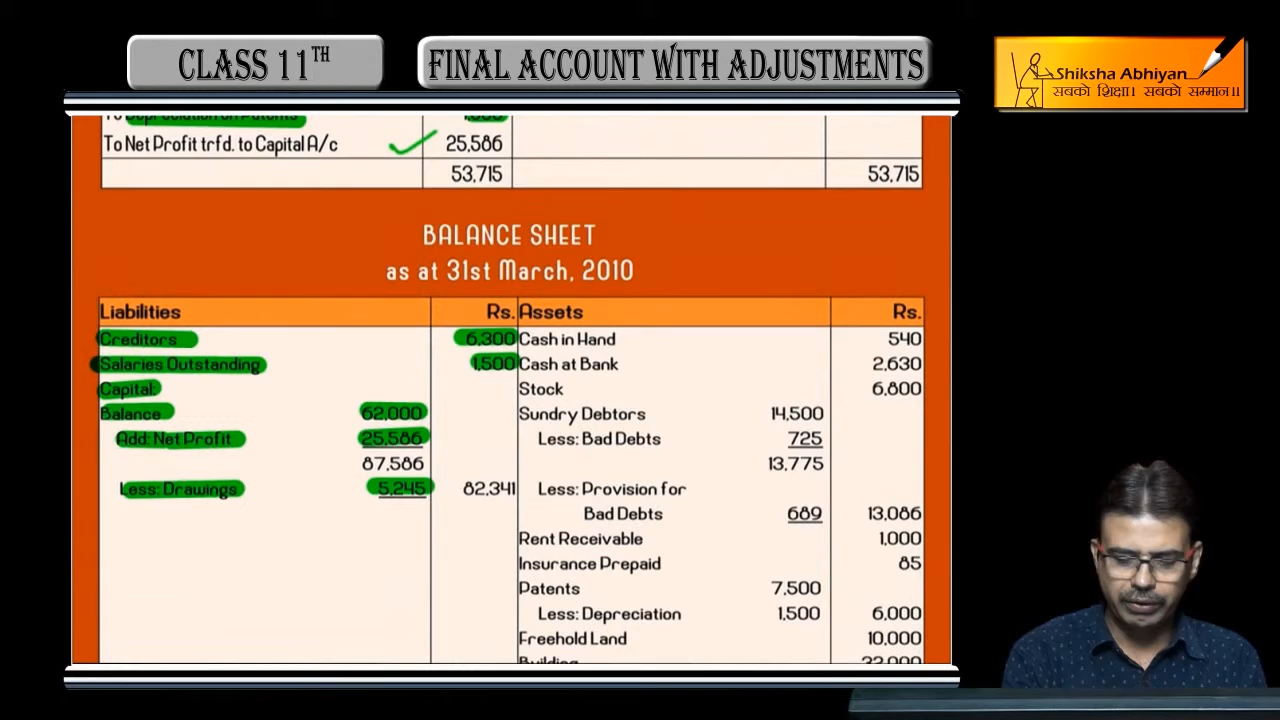 CLASS 11TH
FINAL ACCOUNT WITH ADJUSTMENTS
Shiksha Abhiyan
सबको शिक्षा। सबको सम्मान॥
To Depreciation on Patents
To Net Profit trfd. to Capital A/c 25,586
53,715 53,715
BALANCE SHEET
as at 31st March, 2010
Liabilities Rs. Assets Rs.
Creditors 6,300 Cash in Hand 540
Salaries Outstanding 1,500 Cash at Bank 2,630
Capital: Stock 6,800
Balance 62,000 Sundry Debtors 14,500
Add: Net Profit 25,586 Less: Bad Debts 725
87,586 13,775
Less: Drawings 5,245 82,341 Less: Provision for
Bad Debts 689 13,086
Rent Receivable 1,000
Insurance Prepaid 85
Patents 7,500
Less: Depreciation 1,500 6,000
Freehold Land 10,000
Building